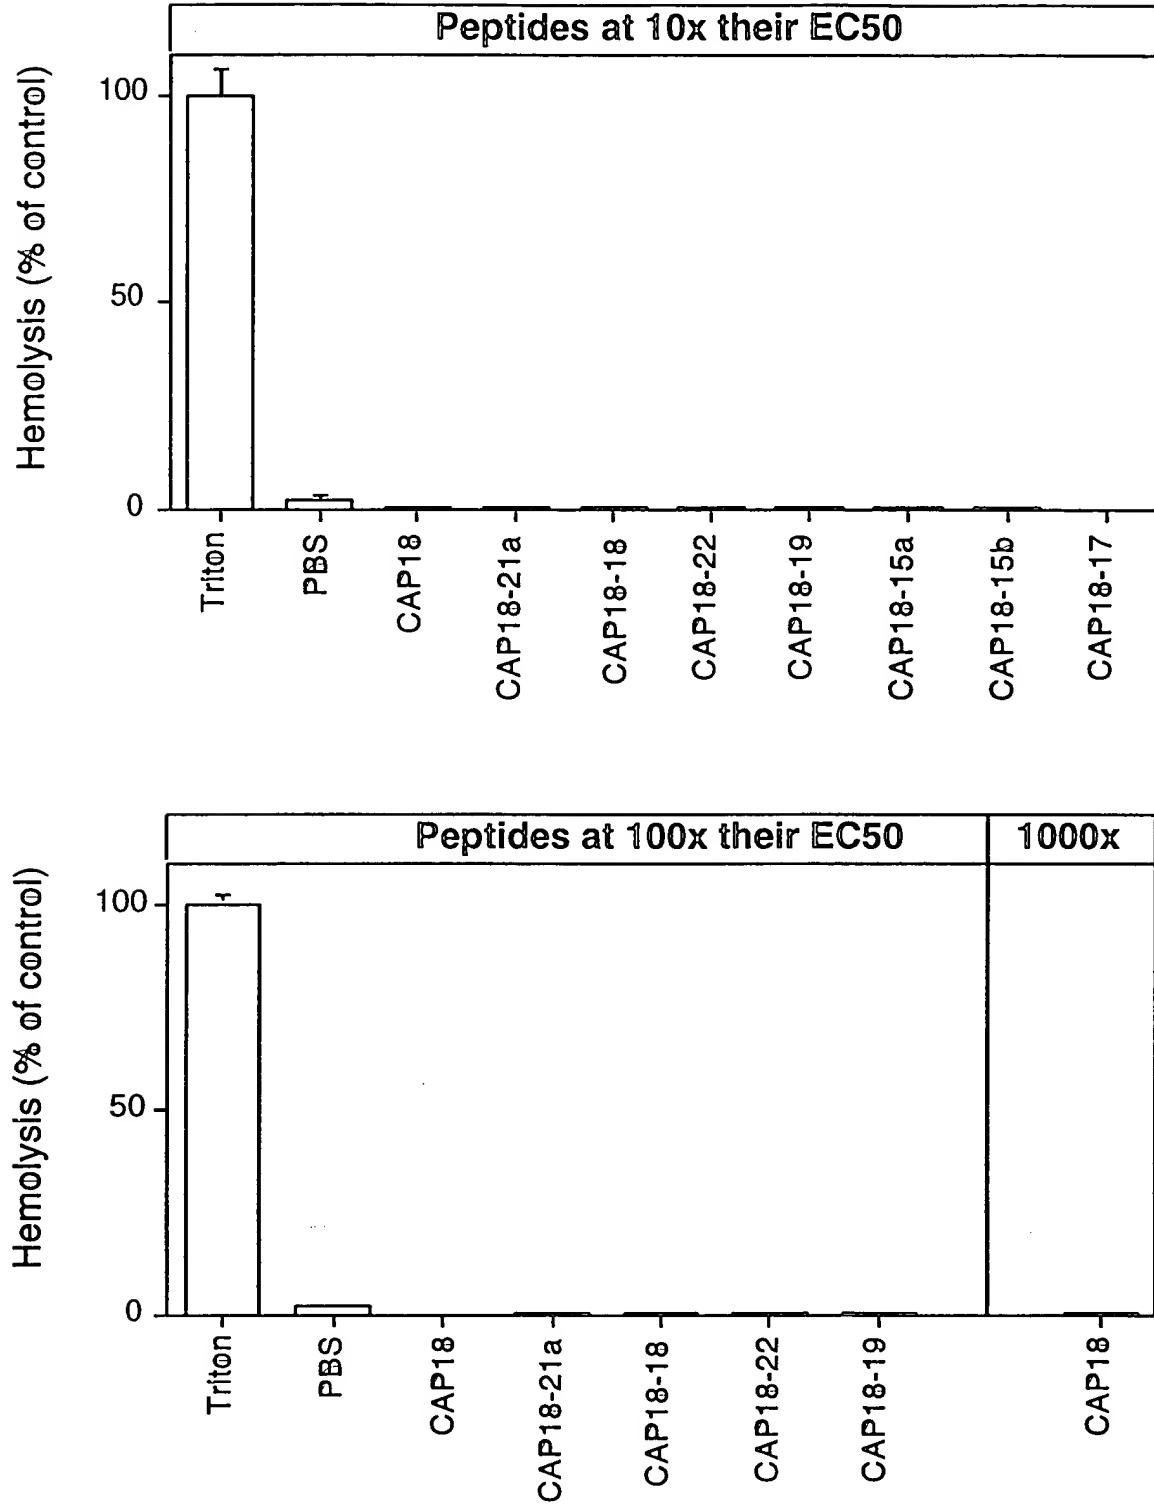 Peptides at 10x their EC50
Hemolysis (% of control)
100
50
0
Triton
PBS
CAP18
CAP18-21a
CAP18-18
CAP18-22
CAP18-19
CAP18-15a
CAP18-15b
CAP18-17
Peptides at 100x their EC50
1000x
Hemolysis (% of control)
100
50
0
Triton
PBS
CAP18
CAP18-21a
CAP18-18
CAP18-22
CAP18-19
CAP18